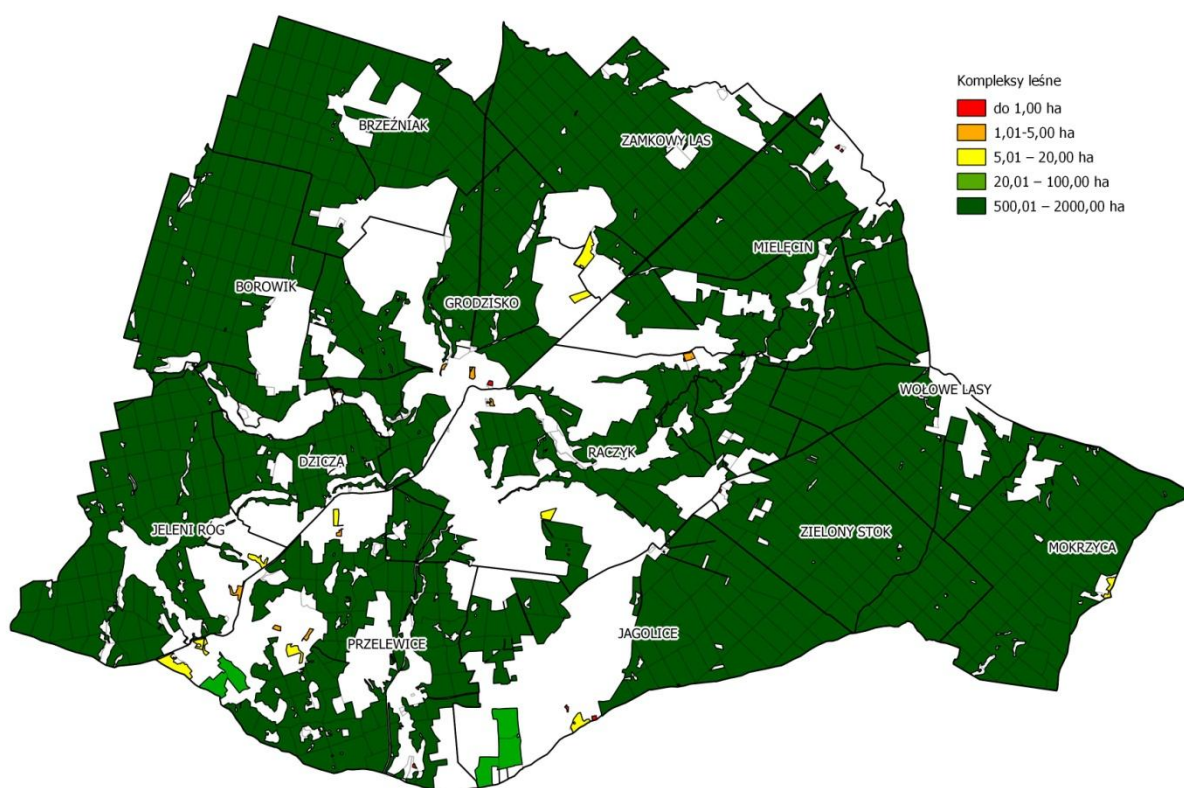 Kompleksy leśne
do 1,00 ha
1,01-5,00 ha
5,01 – 20,00 ha
20,01 – 100,00 ha
500,01 – 2000,00 ha
BRZEŹNIAK
ZAMKOWY LAS
MIELĘCIN
BOROWIK
GRODZISKO
WOŁOWE LASY
DZICZA
RACZYK
JELENI RÓG
ZIELONY STOK
MOKRZYCA
PRZELEWICE
JAGOLICE